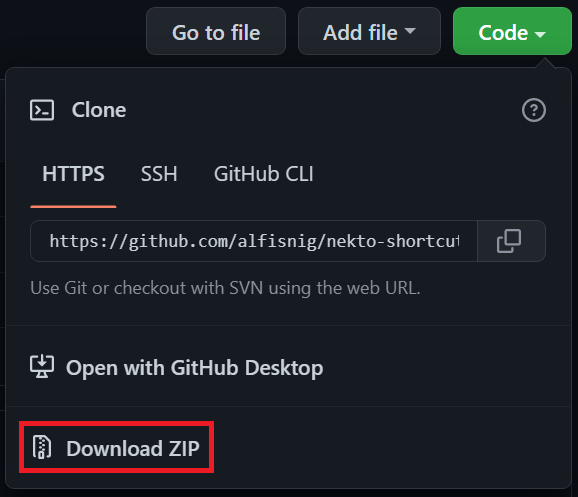 Go to file
Add file
Code
Clone
HTTPS
SSH
GitHub CLI
https://github.com/alfisnig/nekto-shortcut
Use Git or checkout with SVN using the web URL.
Open with GitHub Desktop
Download ZIP